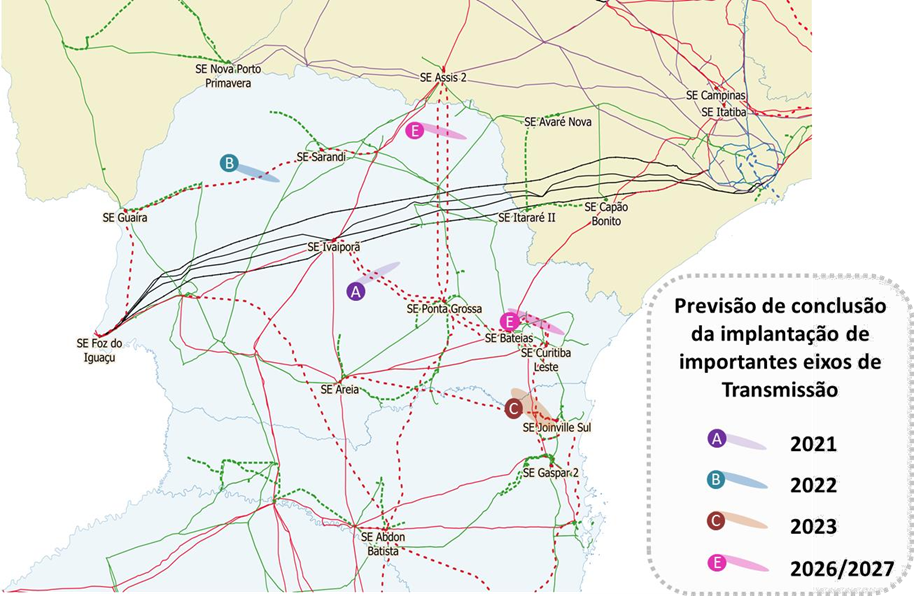 SE Nova Porto
Primavera
SE Assis 2
SE Campinas
SE Itatiba
E
SE Avaré Nova
B
SE Sarandi
SE Guaira
SE Itararé II
SE Capão
Bonito
SE Ivaiporã
A
SE Ponta Grossa
E
SE Bateias
SE Foz do
Iguaçu
SE Curitiba
Leste
SE Areia
C
SE Joinville Sul
SE Gaspar 2
SE Abdon
Batista
Previsão de conclusão
da implantação de
importantes eixos de
Transmissão
A 2021
B 2022
C 2023
E 2026/2027